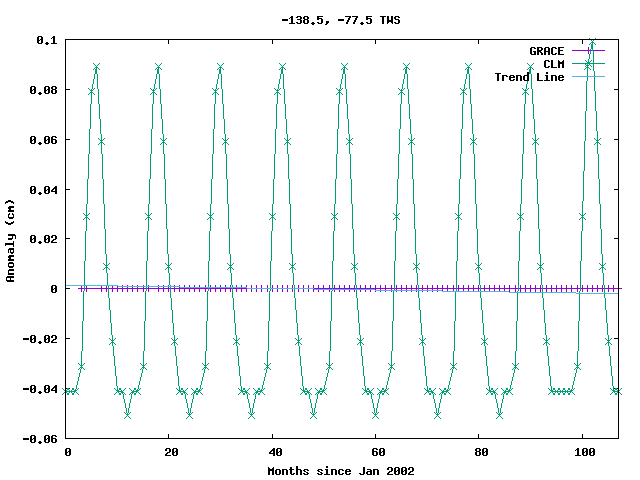 -138.5, -77.5 TWS
GRACE
CLM
Trend Line
0.1
0.08
0.06
0.04
0.02
0
-0.02
-0.04
-0.06
Anomaly (cm)
0 20 40 60 80 100
Months since Jan 2002